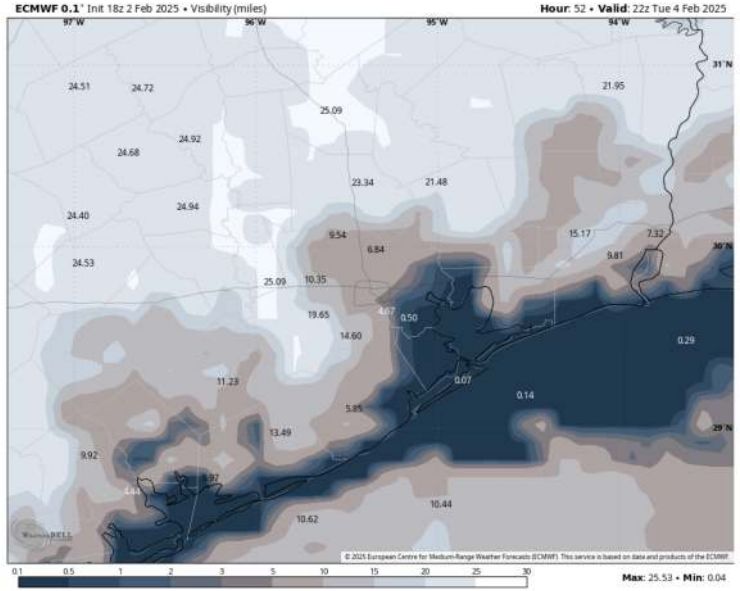 ECMWF 0.1° Init 18z 2 Feb 2025 • Visibility (miles)
Hour: 52 • Valid: 22z Tue 4 Feb 2025
97°W 96°W 95°W 94°W
31°N
24.51 24.72 21.95
25.09
24.92
24.68
23.34 21.48
24.94
24.40
9.54 15.17 7.32
6.84 30°N
24.53 9.81
25.09 10.35
19.65 4.67 0.50
14.60 0.29
11.23 0.07
0.14
5.85
13.49 29°N
9.92
4.44
10.62 10.44
WeatherBELL
© 2025 European Centre for Medium-Range Weather Forecasts (ECMWF). This service is based on data and products of the ECMWF.
0.1 0.5 1 2 3 5 10 15 20 25 30
Max: 25.53 • Min: 0.04